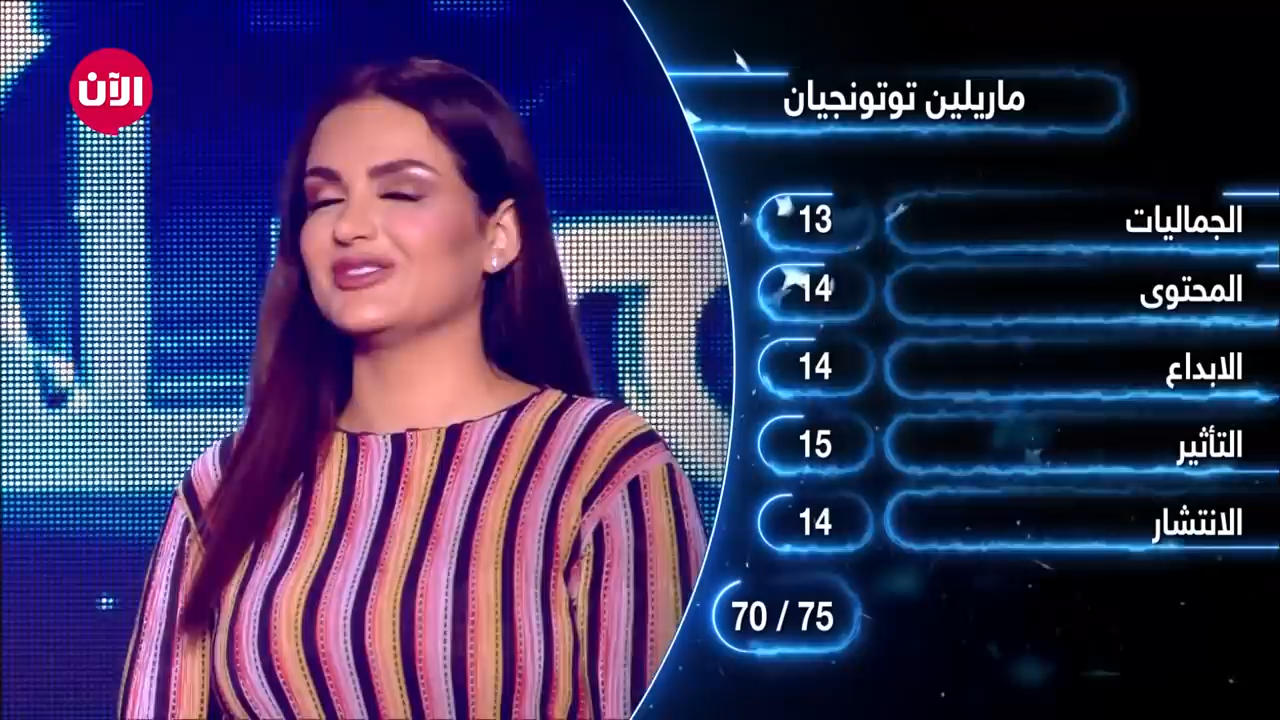 الآن
ماريلين توتونجيان
الجماليات 13
المحتوى 14
الابداع 14
التأثير 15
الانتشار 14
70 / 75